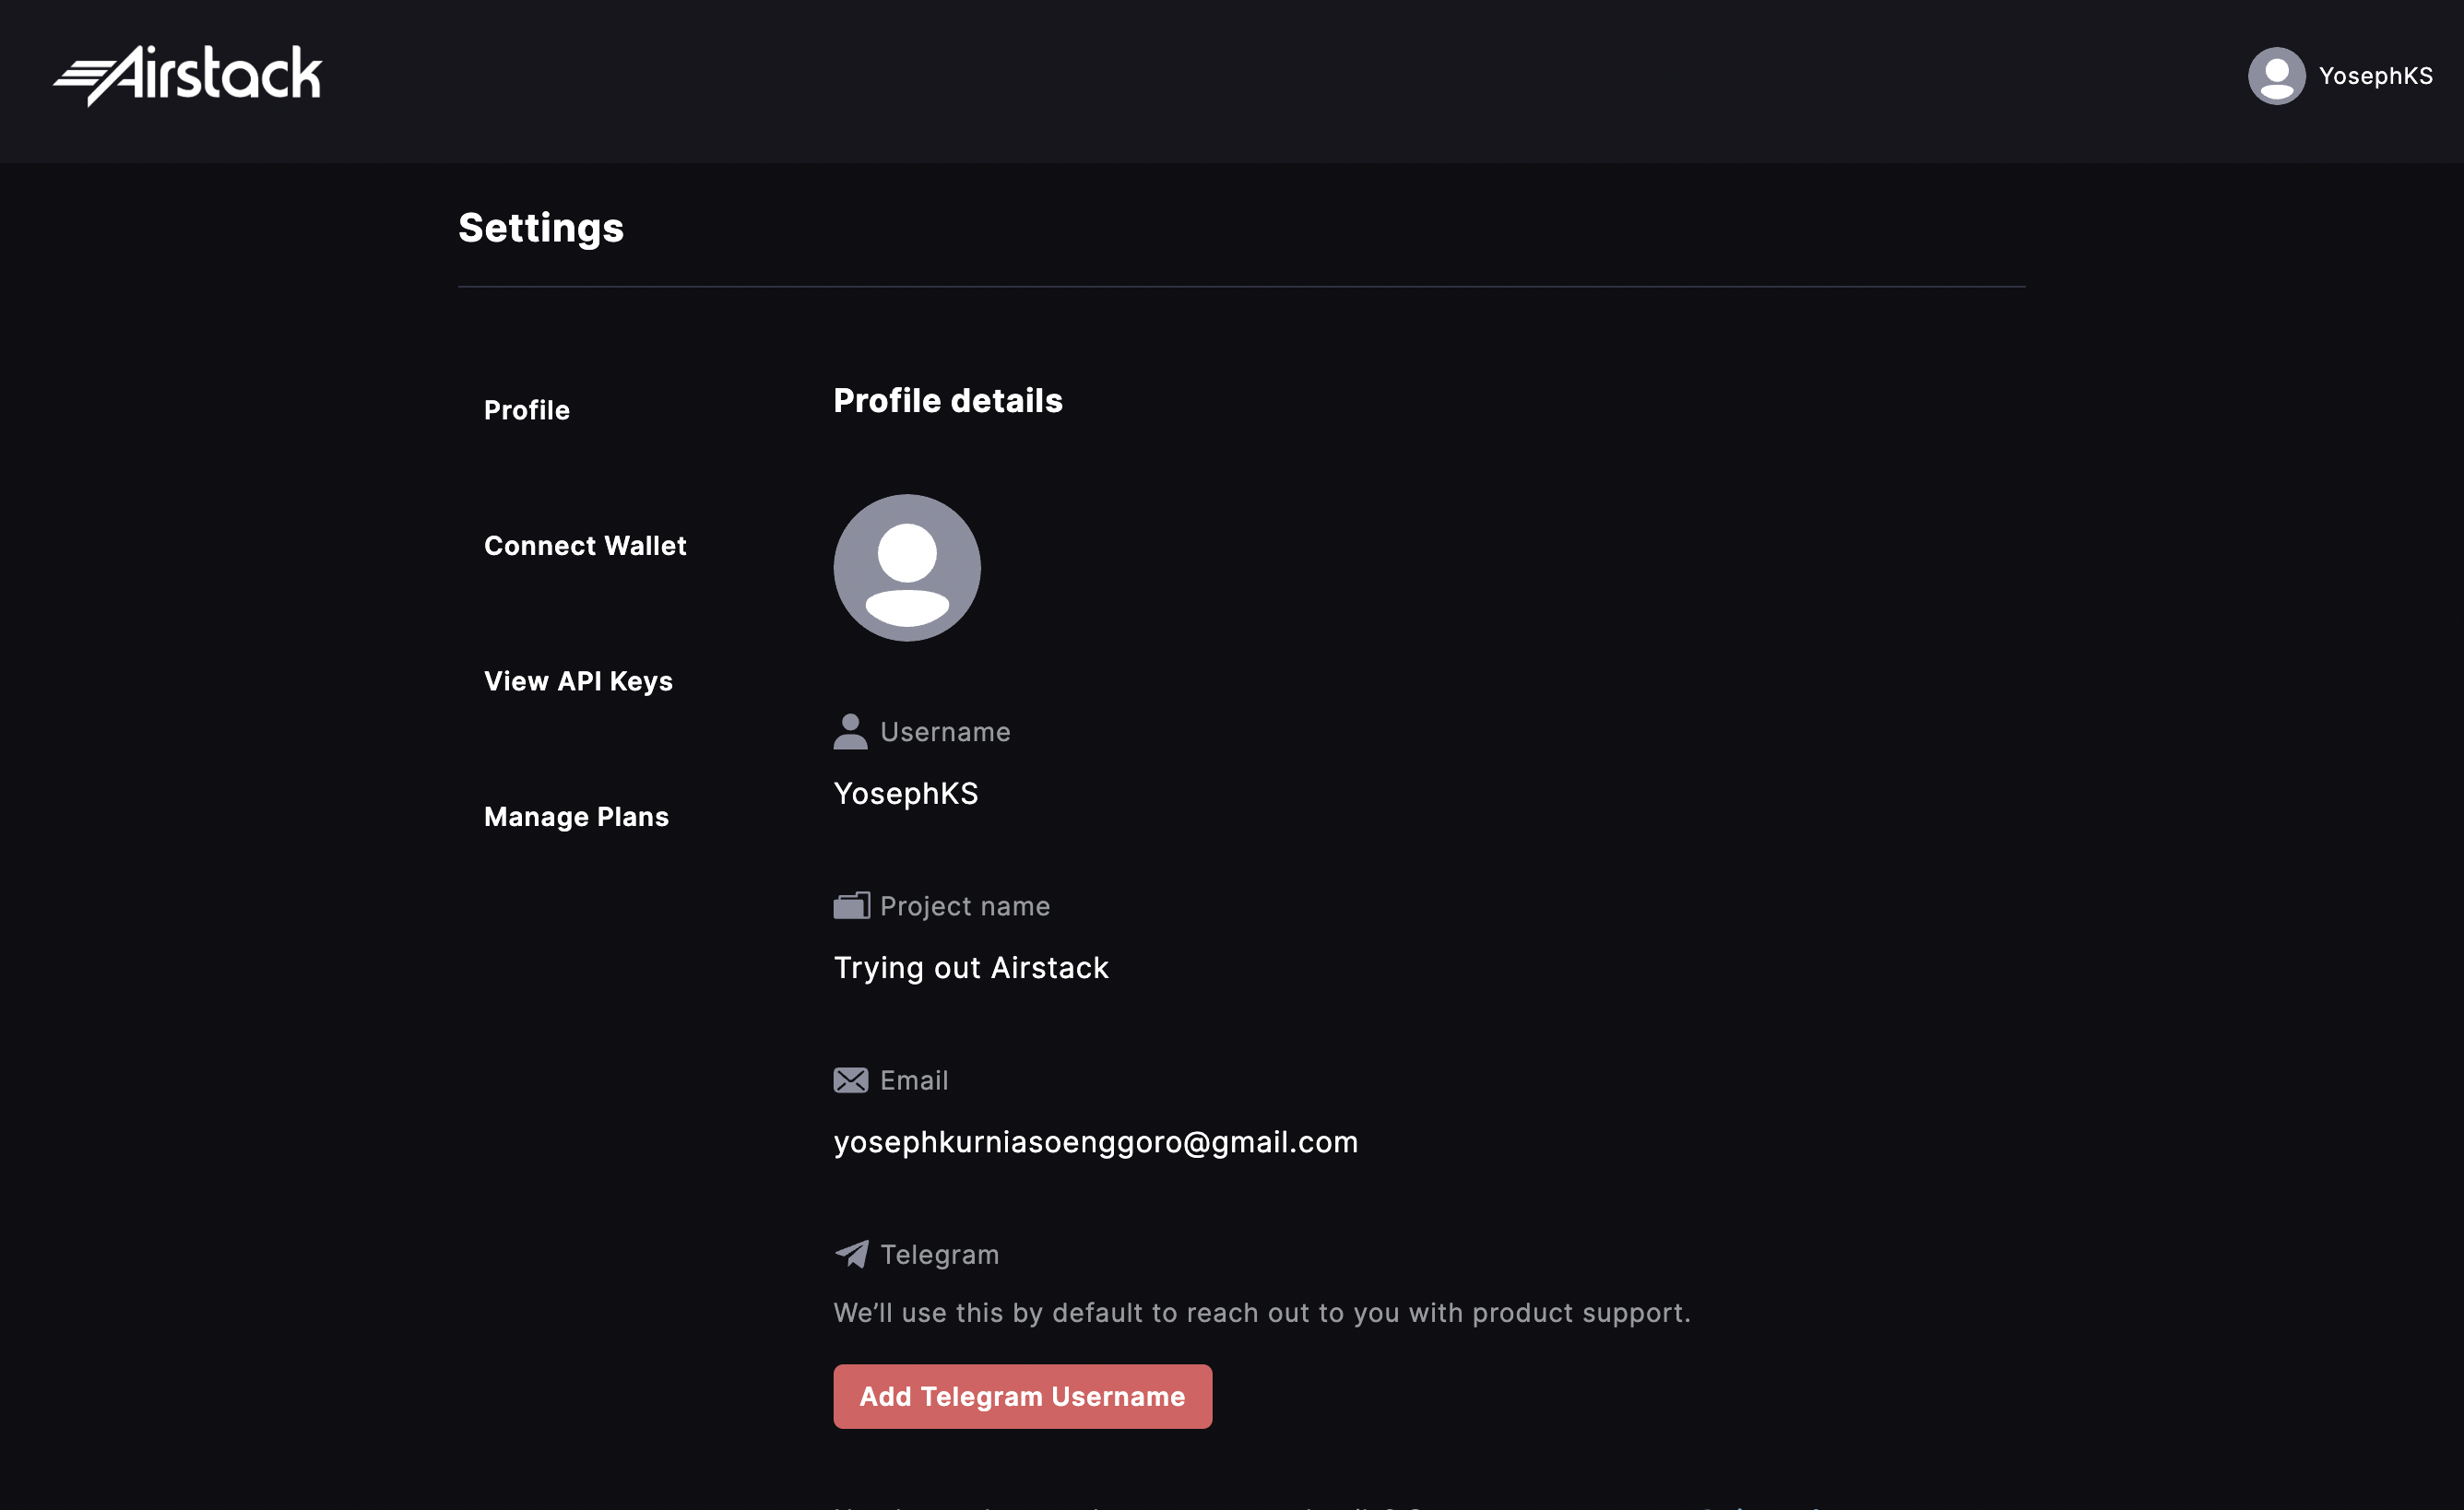 Airstack
YosephKS
Settings
Profile
Connect Wallet
View API Keys
Manage Plans
Profile details
Username
YosephKS
Project name
Trying out Airstack
Email
yosephkurniasoenggoro@gmail.com
Telegram
We’ll use this by default to reach out to you with product support.
Add Telegram Username